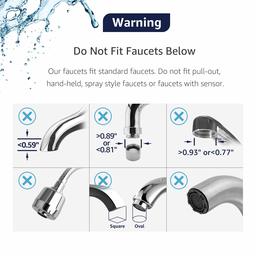 Warning
Do Not Fit Faucets Below
Our faucets fit standard faucets. Do not fit pull-out,
hand-held, spray style faucets or faucets with sensor.
<0.59"
>0.89"
or
<0.81"
>0.93" or<0.77"
Square
Oval